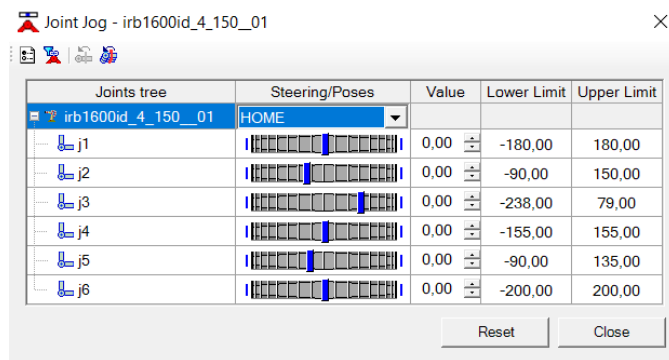 Joint Jog - irb1600id_4_150__01
Joints tree Steering/Poses Value Lower Limit Upper Limit
irb1600id_4_150__01 HOME
j1 0,00 -180,00 180,00
j2 0,00 -90,00 150,00
j3 0,00 -238,00 79,00
j4 0,00 -155,00 155,00
j5 0,00 -90,00 135,00
j6 0,00 -200,00 200,00
Reset Close